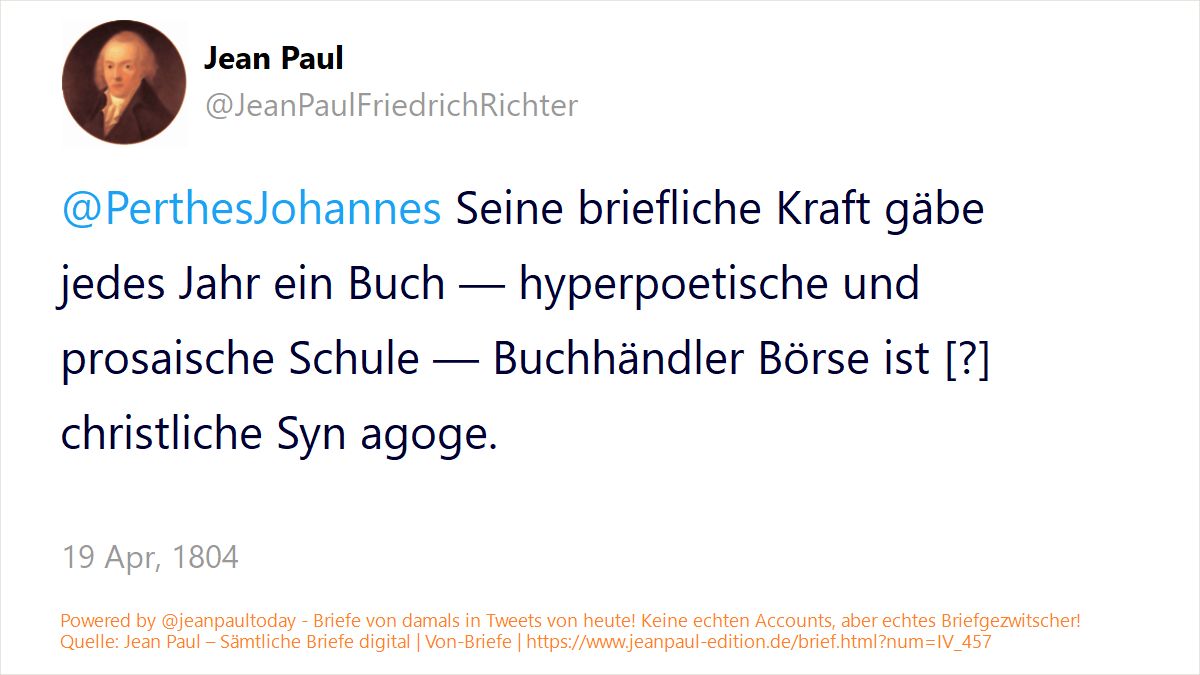 Jean Paul
@JeanPaulFriedrichRichter
@PerthesJohannes Seine briefliche Kraft gäbe
jedes Jahr ein Buch — hyperpoetische und
prosaische Schule — Buchhändler Börse ist [?]
christliche Syn agoge.
19 Apr, 1804
Powered by @jeanpaultoday - Briefe von damals in Tweets von heute! Keine echten Accounts, aber echtes Briefgezwitscher!
Quelle: Jean Paul – Sämtliche Briefe digital | Von-Briefe | https://www.jeanpaul-edition.de/brief.html?num=IV_457